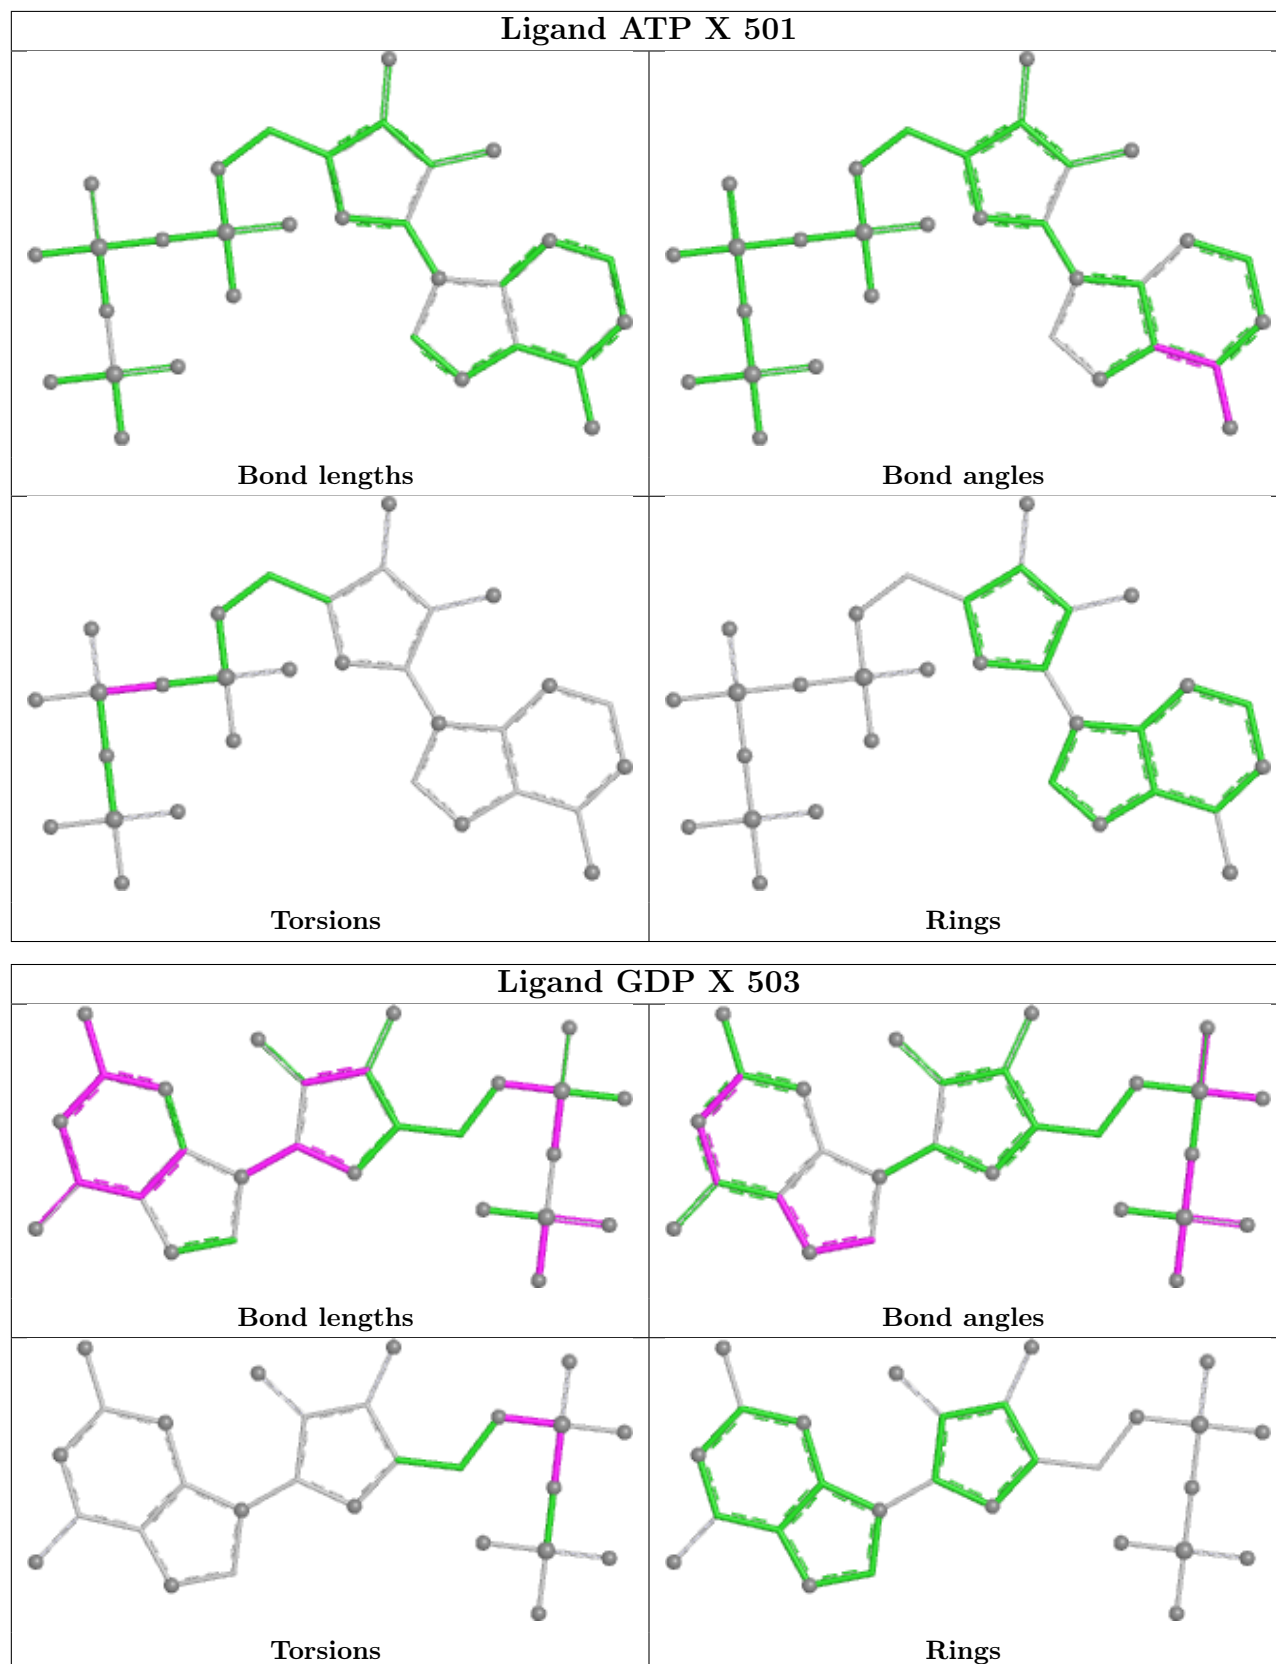 Ligand ATP X 501
Bond lengths
Bond angles
Torsions
Rings
Ligand GDP X 503
Bond lengths
Bond angles
Torsions
Rings